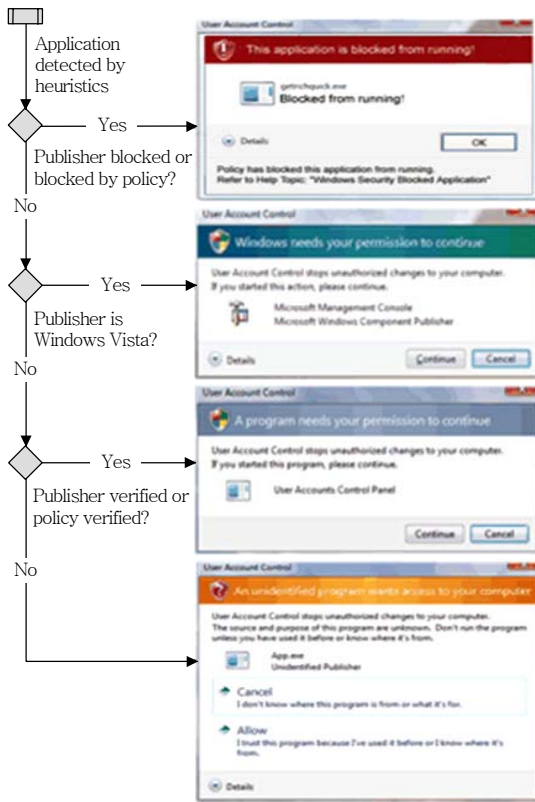 Application
detected by
heuristics
Yes
Publisher blocked or
blocked by policy?
No
Yes
Publisher is
Windows Vista?
No
Yes
Publisher verified or
policy verified?
No
User Account Control
This application is blocked from running!
Blocked from running!
Details
OK
Policy has blocked this application from running.
Refer to Help Topic: "Windows Security Blocked Application"
User Account Control
Windows needs your permission to continue
User Account Control stops unauthorized changes to your computer.
If you started this action, please continue.
Microsoft Management Console
Microsoft Windows Component Publisher
Details
Continue
Cancel
User Account Control
A program needs your permission to continue
User Account Control stops unauthorized changes to your computer.
If you started this program, please continue.
User Accounts Control Panel
Continue
Cancel
User Account Control
An unidentified program wants access to your computer
User Account Control stops unauthorized changes to your computer.
The source and purpose of this program are unknown. Don't run the program
unless you have used it before or know where it's from.
App.exe
Unidentified Publisher
Cancel
I don't know where this program is from or what it's for.
Allow
I trust this program because I've used it before or I know where it's
from.
Details